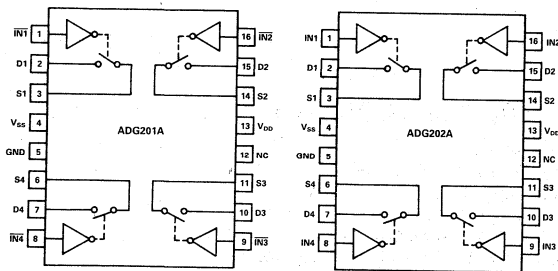 IN1 1
16 IN2
D1 2
15 D2
S1 3
14 S2
VSS 4
ADG201A
13 VDD
GND 5
12 NC
S4 6
11 S3
D4 7
10 D3
IN4 8
9 IN3
IN1 1
16 IN2
D1 2
15 D2
S1 3
14 S2
VSS 4
ADG202A
13 VDD
GND 5
12 NC
S4 6
11 S3
D4 7
10 D3
IN4 8
9 IN3